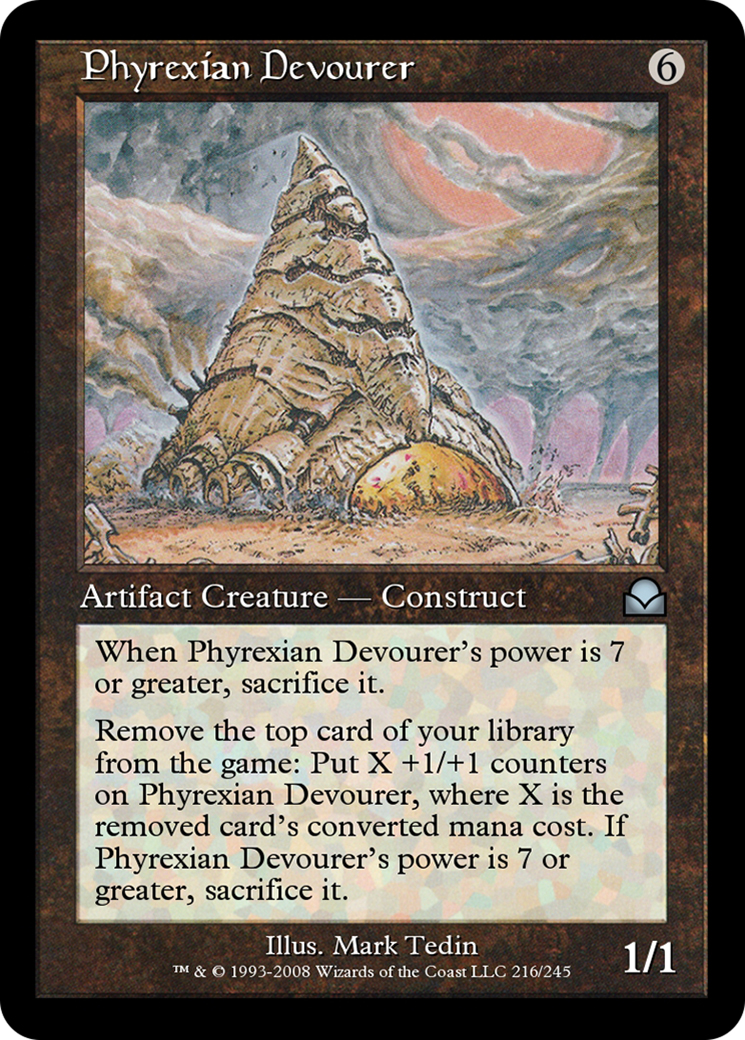 Phyrexian Devourer 6
Artifact Creature — Construct
When Phyrexian Devourer's power is 7
or greater, sacrifice it.
Remove the top card of your library
from the game: Put X +1/+1 counters
on Phyrexian Devourer, where X is the
removed card's converted mana cost. If
Phyrexian Devourer's power is 7 or
greater, sacrifice it.
Illus. Mark Tedin
™ & © 1993-2008 Wizards of the Coast LLC 216/245
1/1